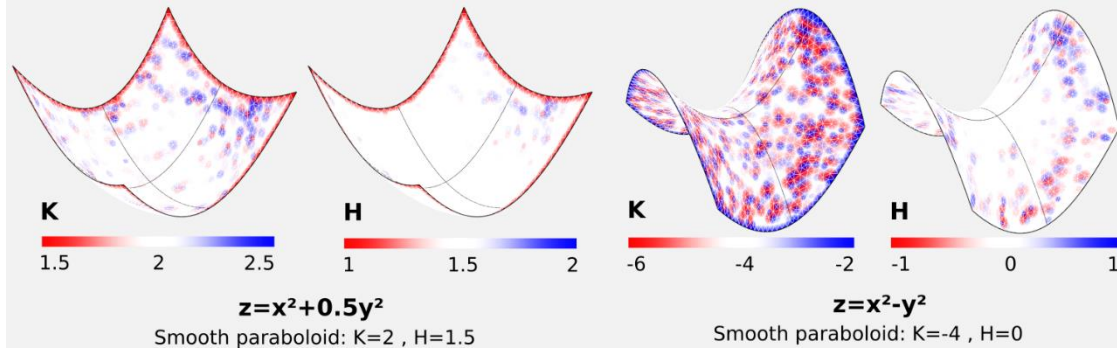 K H K H
1.5 2 2.5 1 1.5 2 -6 -4 -2 -1 0 1
z=x²+0.5y² z=x²-y²
Smooth paraboloid: K=2 , H=1.5 Smooth paraboloid: K=-4 , H=0